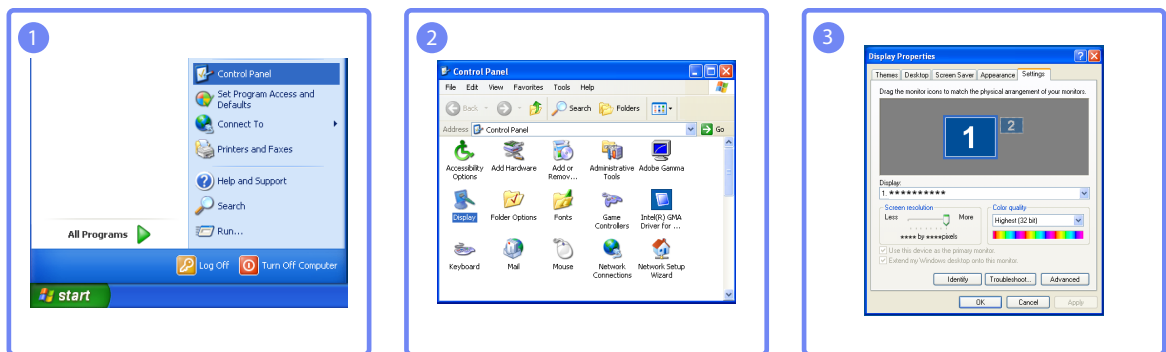 1
Control Panel
Set Program Access and
Defaults
Connect To
Printers and Faxes
Help and Support
Search
Run...
All Programs
Log Off
Turn Off Computer
start
2
Control Panel
File Edit View Favorites Tools Help
Back Search Folders
Address Control Panel Go
Accessibility
Options
Add Hardware
Add or
Remov...
Administrative
Tools
Adobe Gamma
Display
Folder Options
Fonts
Game
Controllers
Intel(R) GMA
Driver for ...
Keyboard
Mail
Mouse
Network
Connections
Network Setup
Wizard
3
Display Properties
Themes Desktop Screen Saver Appearance Settings
Drag the monitor icons to match the physical arrangement of your monitors.
1
2
Display:
1. **********
Screen resolution
Less More
**** by ****pixels
Color quality
Highest (32 bit)
Use this device as the primary monitor.
Extend my Windows desktop onto this monitor.
Identify Troubleshoot... Advanced
OK Cancel Apply